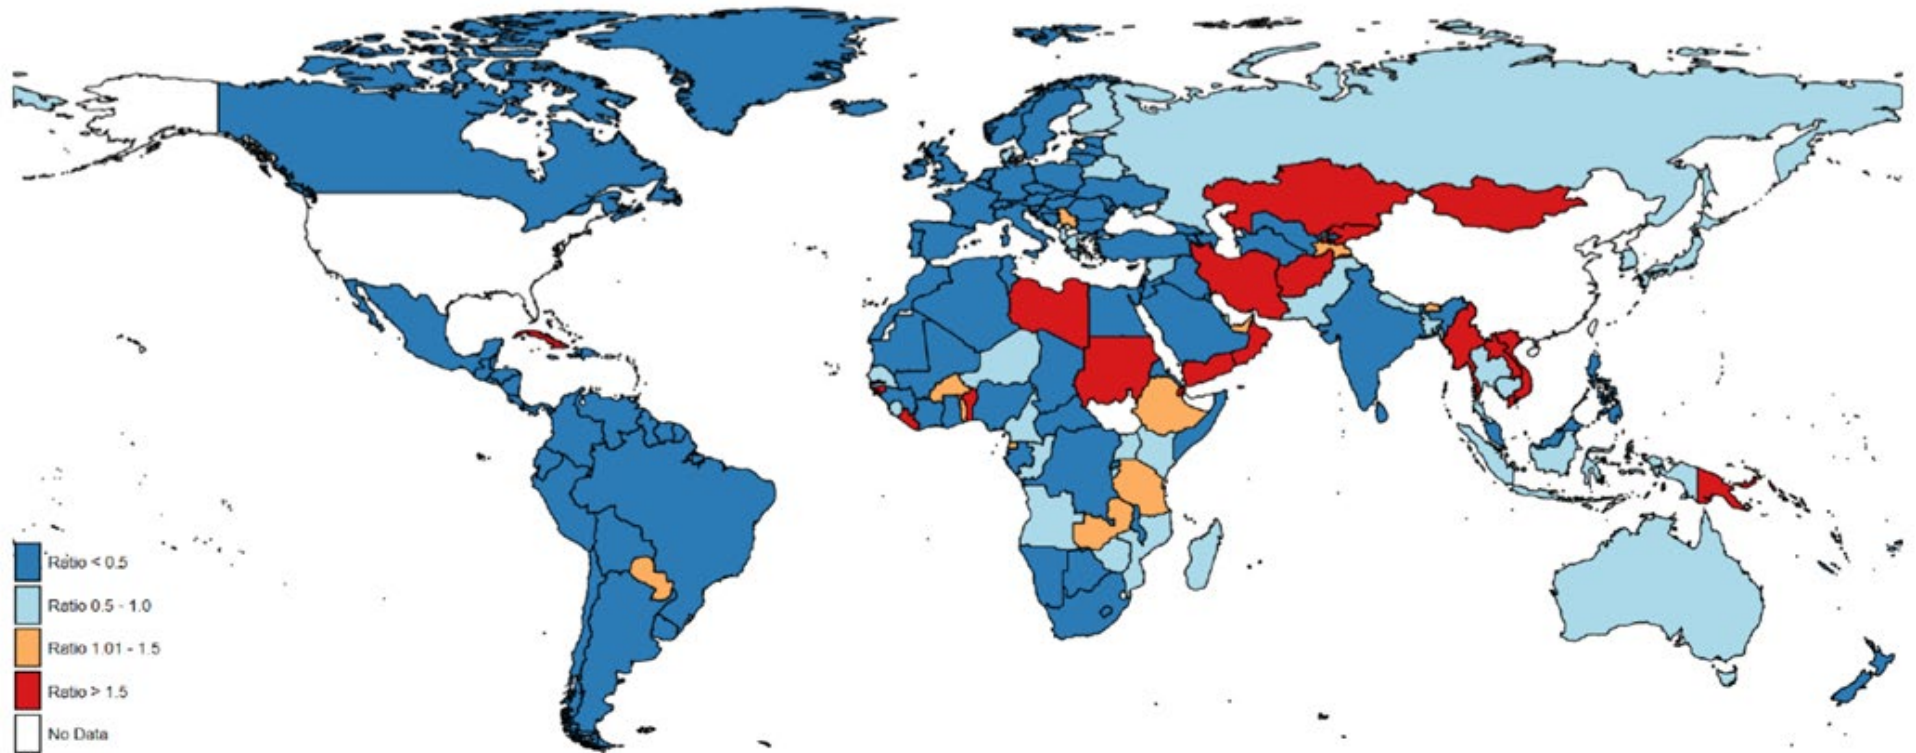 Ratio < 0.5
Ratio 0.5 - 1.0
Ratio 1.01 - 1.5
Ratio > 1.5
No Data